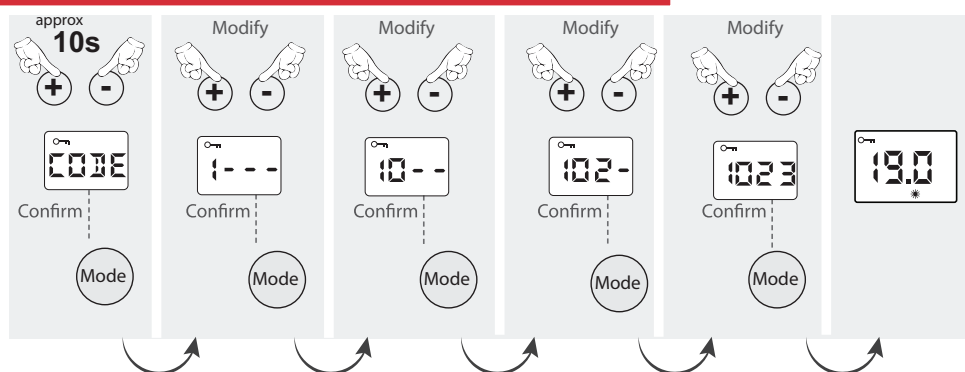 approx
10s
+ -
CODE
Confirm
Mode
Modify
+ -
1---
Confirm
Mode
Modify
+ -
10--
Confirm
Mode
Modify
+ -
102-
Confirm
Mode
Modify
+ -
1023
Confirm
Mode
19.0